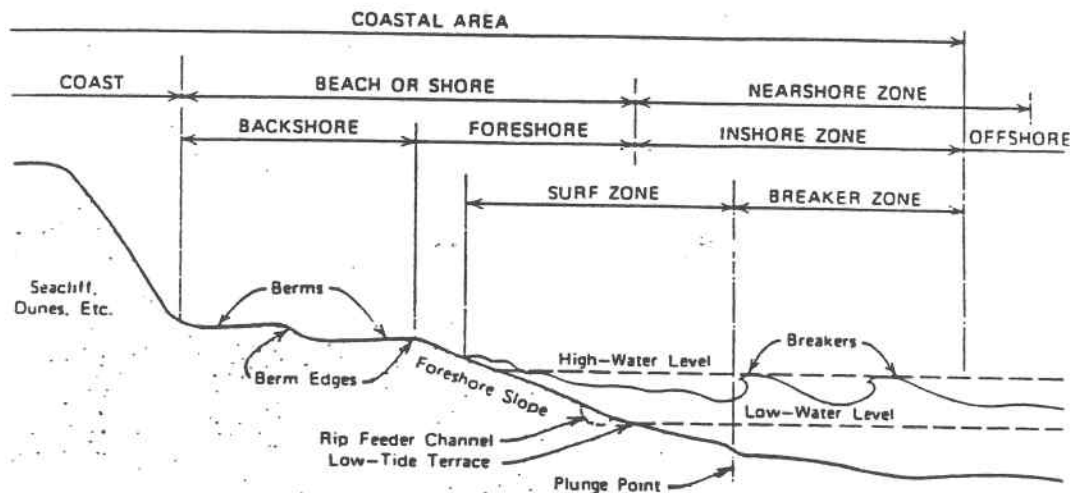 COASTAL AREA
COAST
BEACH OR SHORE
NEARSHORE ZONE
BACKSHORE
FORESHORE
INSHORE ZONE
OFFSHORE
SURF ZONE
BREAKER ZONE
Seacliff,
Dunes, Etc.
Berms
Berm Edges
Foreshore Slope
High-Water Level
Breakers
Low-Water Level
Rip Feeder Channel
Low-Tide Terrace
Plunge Point